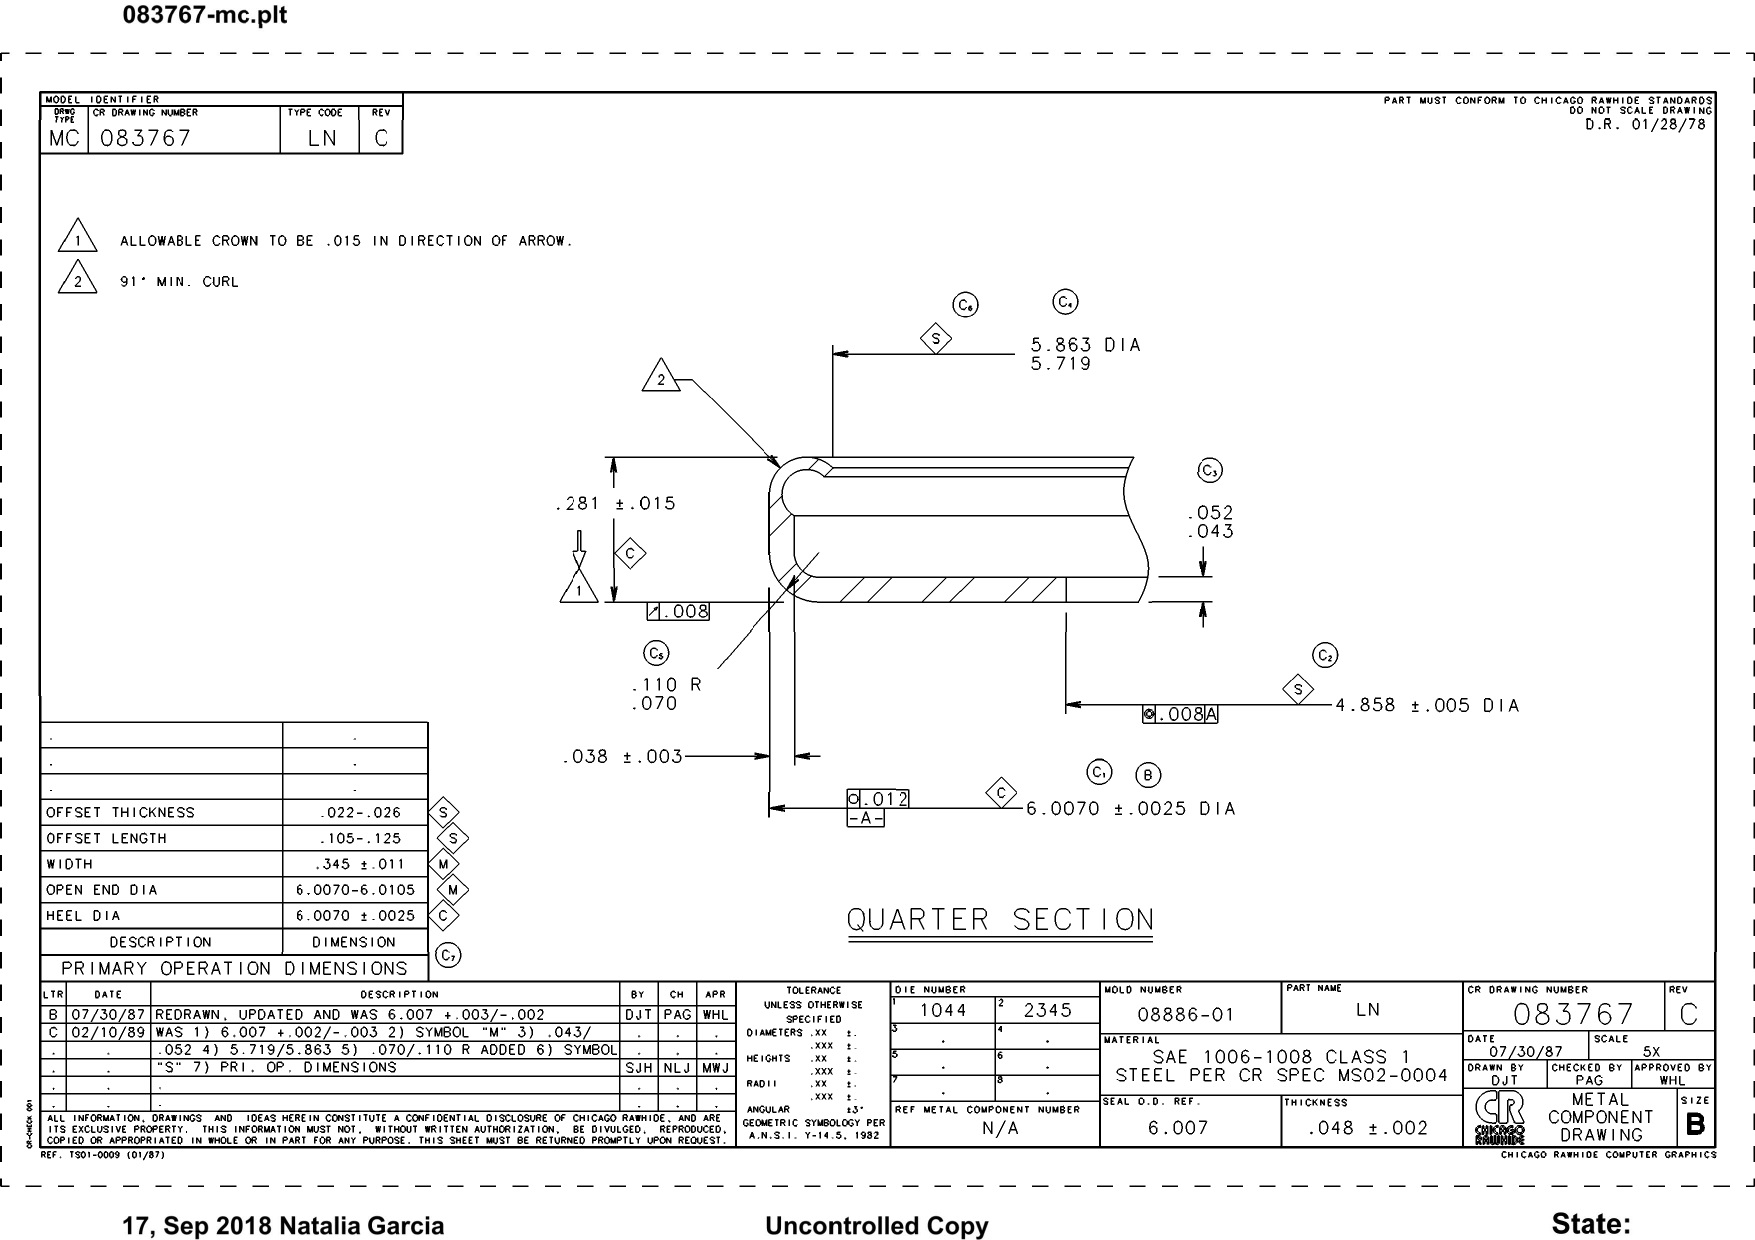 083767-mc.plt
MODEL IDENTIFIER
DRWG TYPE CR DRAWING NUMBER TYPE CODE REV
MC 083767 LN C
PART MUST CONFORM TO CHICAGO RAWHIDE STANDARDS
DO NOT SCALE DRAWING
D.R. 01/28/78
1 ALLOWABLE CROWN TO BE .015 IN DIRECTION OF ARROW.
2 91° MIN. CURL
C6 C4
S
5.863 DIA
5.719
2
C3
.281 ±.015
.052
.043
C
1
.008
C5
C2
.110 R
.070
S
4.858 ±.005 DIA
.008 A
.038 ±.003
C1 B
.012
C
6.0070 ±.0025 DIA
-A-
QUARTER SECTION
. .
. .
. .
OFFSET THICKNESS .022-.026 S
OFFSET LENGTH .105-.125 S
WIDTH .345 ±.011 M
OPEN END DIA 6.0070-6.0105 M
HEEL DIA 6.0070 ±.0025 C
DESCRIPTION DIMENSION
C7
PRIMARY OPERATION DIMENSIONS
LTR DATE DESCRIPTION BY CH APR
B 07/30/87 REDRAWN, UPDATED AND WAS 6.007 +.003/-.002 DJT PAG WHL
C 02/10/89 WAS 1) 6.007 +.002/-.003 2) SYMBOL "M" 3) .043/ . . .
. . .052 4) 5.719/5.863 5) .070/.110 R ADDED 6) SYMBOL . . .
. . "S" 7) PRI. OP. DIMENSIONS SJH NLJ MWJ
. . . . . .
. . . . . .
ALL INFORMATION, DRAWINGS AND IDEAS HEREIN CONSTITUTE A CONFIDENTIAL DISCLOSURE OF CHICAGO RAWHIDE, AND ARE
ITS EXCLUSIVE PROPERTY. THIS INFORMATION MUST NOT, WITHOUT WRITTEN AUTHORIZATION, BE DIVULGED, REPRODUCED,
COPIED OR APPROPRIATED IN WHOLE OR IN PART FOR ANY PURPOSE. THIS SHEET MUST BE RETURNED PROMPTLY UPON REQUEST.
CR-CHECK 001
REF. TS01-0009 (01/87)
TOLERANCE
UNLESS OTHERWISE
SPECIFIED
DIAMETERS .XX ±.
.XXX ±.
HEIGHTS .XX ±.
.XXX ±.
RADII .XX ±.
.XXX ±.
ANGULAR ±3°
GEOMETRIC SYMBOLOGY PER
A.N.S.I. Y-14.5, 1982
DIE NUMBER
1 1044 2 2345
3 . 4 .
5 . 6 .
7 . 8 .
REF METAL COMPONENT NUMBER
N/A
MOLD NUMBER
08886-01
PART NAME
LN
MATERIAL
SAE 1006-1008 CLASS 1
STEEL PER CR SPEC MS02-0004
SEAL O.D. REF.
6.007
THICKNESS
.048 ±.002
CR DRAWING NUMBER REV
083767 C
DATE SCALE
07/30/87 5X
DRAWN BY CHECKED BY APPROVED BY
DJT PAG WHL
CR
CHICAGO
RAWHIDE
METAL
COMPONENT
DRAWING
SIZE
B
CHICAGO RAWHIDE COMPUTER GRAPHICS
17, Sep 2018 Natalia Garcia
Uncontrolled Copy
State: